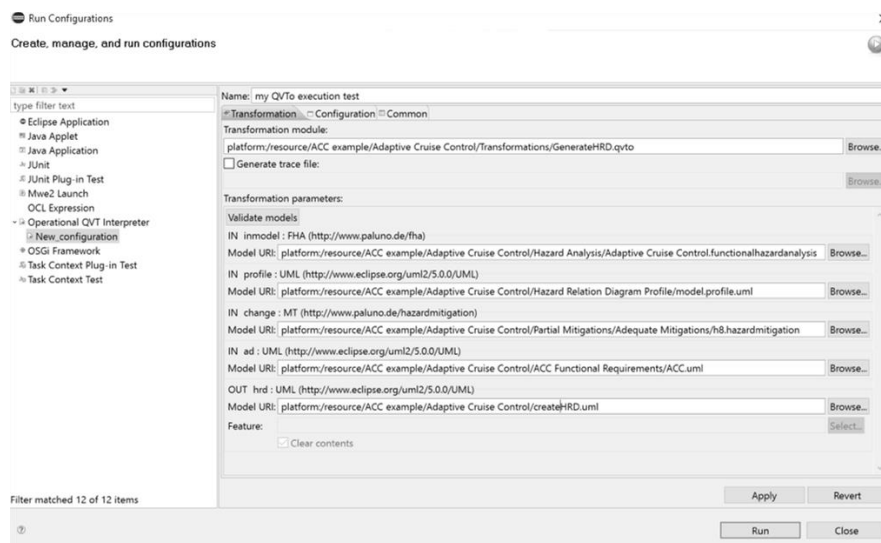 Run Configurations
Create, manage, and run configurations
type filter text
Eclipse Application
Java Applet
Java Application
JUnit
JUnit Plug-in Test
Mwe2 Launch
OCL Expression
Operational QVT Interpreter
New_configuration
OSGi Framework
Task Context Plug-in Test
Task Context Test
Filter matched 12 of 12 items
Name: my QVTo execution test
Transformation Configuration Common
Transformation module:
platform:/resource/ACC example/Adaptive Cruise Control/Transformations/GenerateHRD.qvto Browse..
Generate trace file:
Browse..
Transformation parameters:
Validate models
IN inmodel : FHA (http://www.paluno.de/fha)
Model URI: platform:/resource/ACC example/Adaptive Cruise Control/Hazard Analysis/Adaptive Cruise Control.functionalhazardanalysis Browse...
IN profile : UML (http://www.eclipse.org/uml2/5.0.0/UML)
Model URI: platform:/resource/ACC example/Adaptive Cruise Control/Hazard Relation Diagram Profile/model.profile.uml Browse...
IN change : MT (http://www.paluno.de/hazardmitigation)
Model URI: platform:/resource/ACC example/Adaptive Cruise Control/Partial Mitigations/Adequate Mitigations/h8.hazardmitigation Browse...
IN ad : UML (http://www.eclipse.org/uml2/5.0.0/UML)
Model URI: platform:/resource/ACC example/Adaptive Cruise Control/ACC Functional Requirements/ACC.uml Browse...
OUT hrd : UML (http://www.eclipse.org/uml2/5.0.0/UML)
Model URI: platform:/resource/ACC example/Adaptive Cruise Control/createHRD.uml Browse...
Feature: Select...
Clear contents
Apply Revert
Run Close